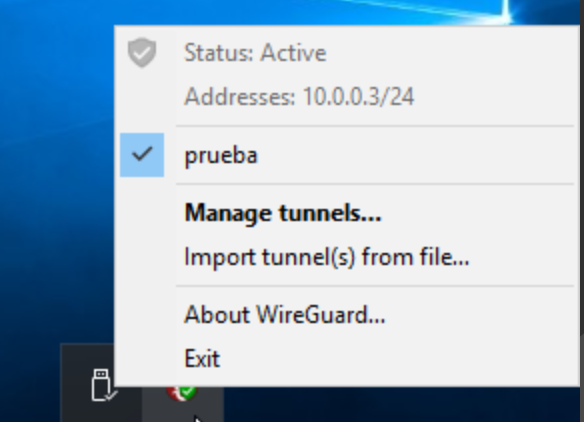 Status: Active
Addresses: 10.0.0.3/24
prueba
Manage tunnels...
Import tunnel(s) from file...
About WireGuard...
Exit